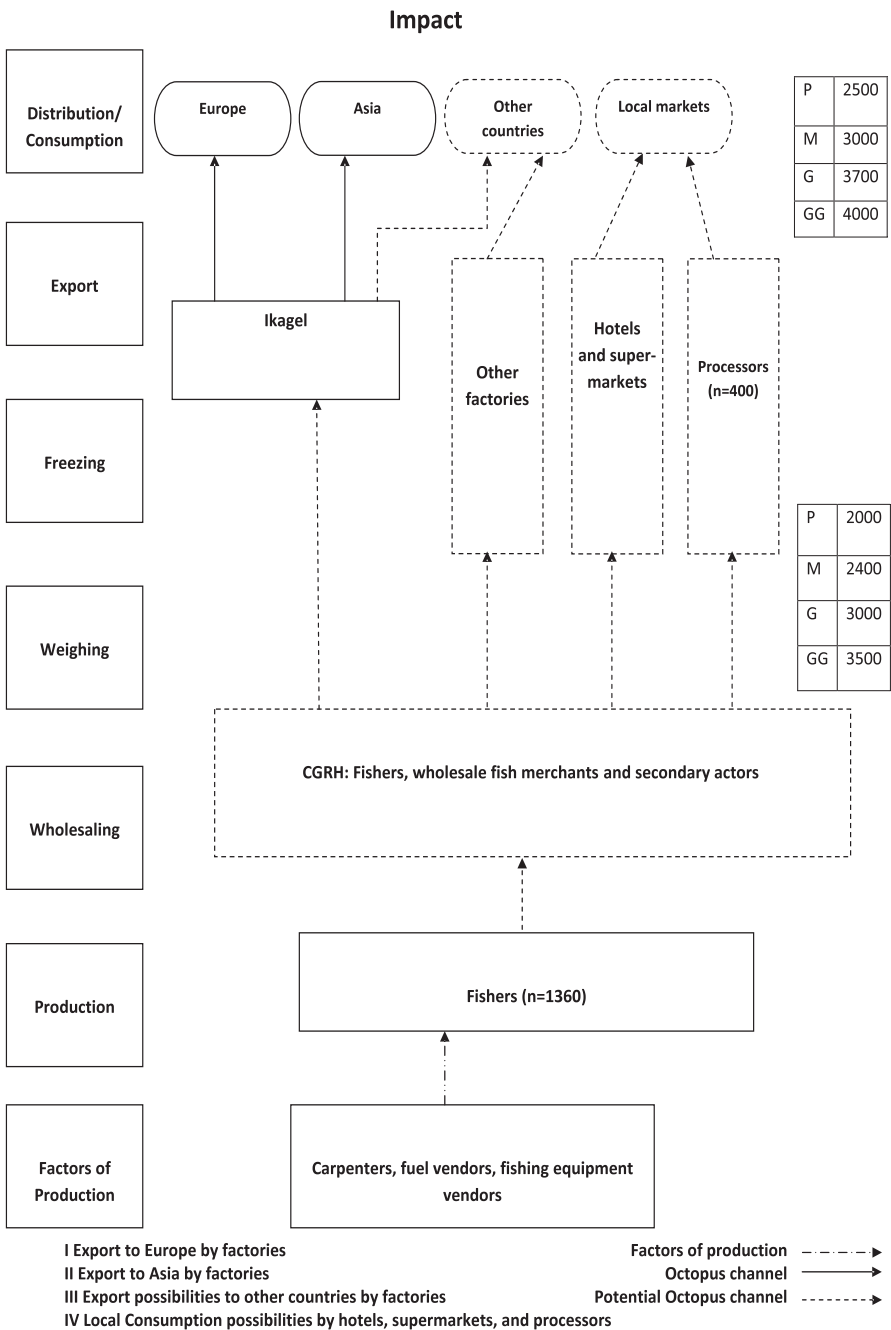 Impact
Distribution/
Consumption
Europe
Asia
Other
countries
Local markets
P 2500
M 3000
G 3700
GG 4000
Export
Ikagel
Other
factories
Hotels
and super-
markets
Processors
(n=400)
Freezing
P 2000
M 2400
G 3000
GG 3500
Weighing
CGRH: Fishers, wholesale fish merchants and secondary actors
Wholesaling
Production
Fishers (n=1360)
Factors of
Production
Carpenters, fuel vendors, fishing equipment
vendors
I Export to Europe by factories
II Export to Asia by factories
III Export possibilities to other countries by factories
IV Local Consumption possibilities by hotels, supermarkets, and processors
Factors of production
Octopus channel
Potential Octopus channel